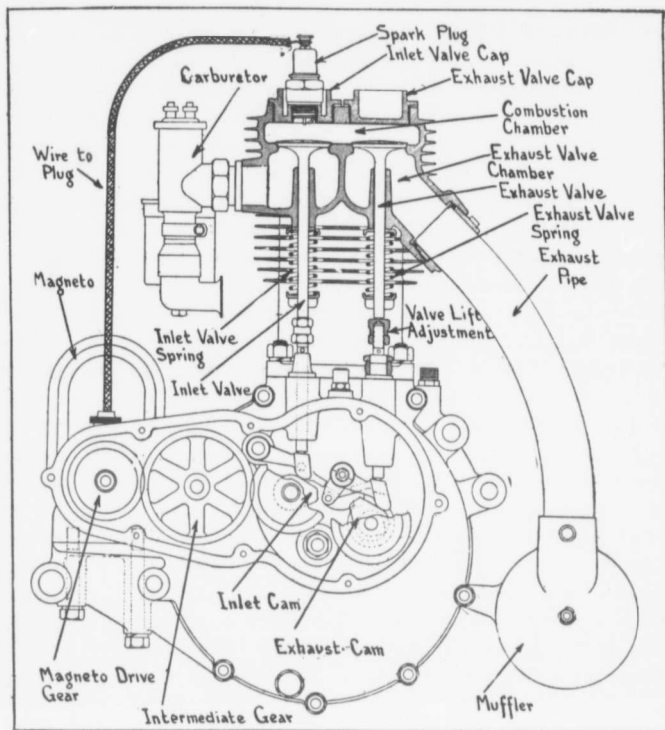 Spark Plug
Inlet Valve Cap
Carburator
Exhaust Valve Cap
Combustion
Chamber
Wire to
Plug
Exhaust Valve
Chamber
Exhaust Valve
Exhaust Valve
Spring
Exhaust
Pipe
Magneto
Inlet Valve
Spring
Valve Lift
Adjustment
Inlet Valve
Inlet Cam
Exhaust Cam
Magneto Drive
Gear
Intermediate Gear
Muffler